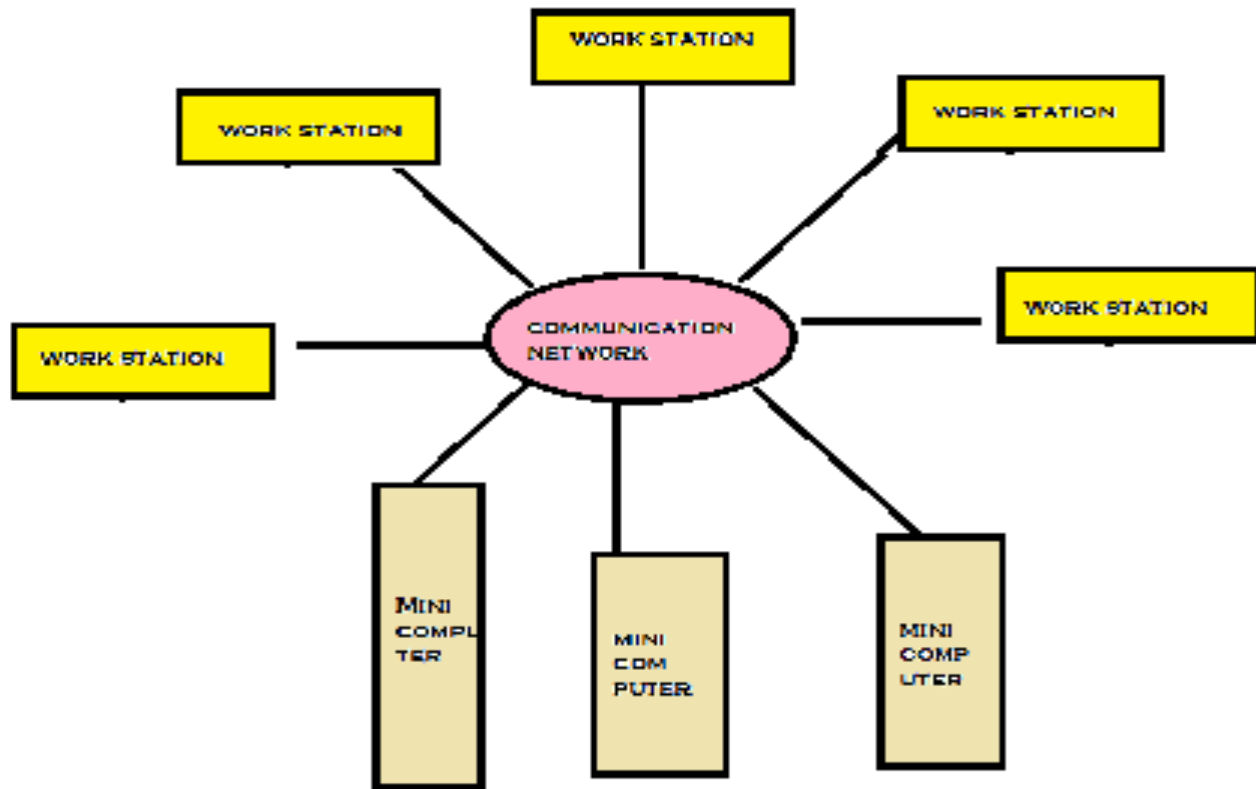 WORK STATION
WORK STATION
WORK STATION
WORK STATION
COMMUNICATION
NETWORK
WORK STATION
MINI
COMPU
TER
MINI
COM
PUTER
MINI
COMP
UTER